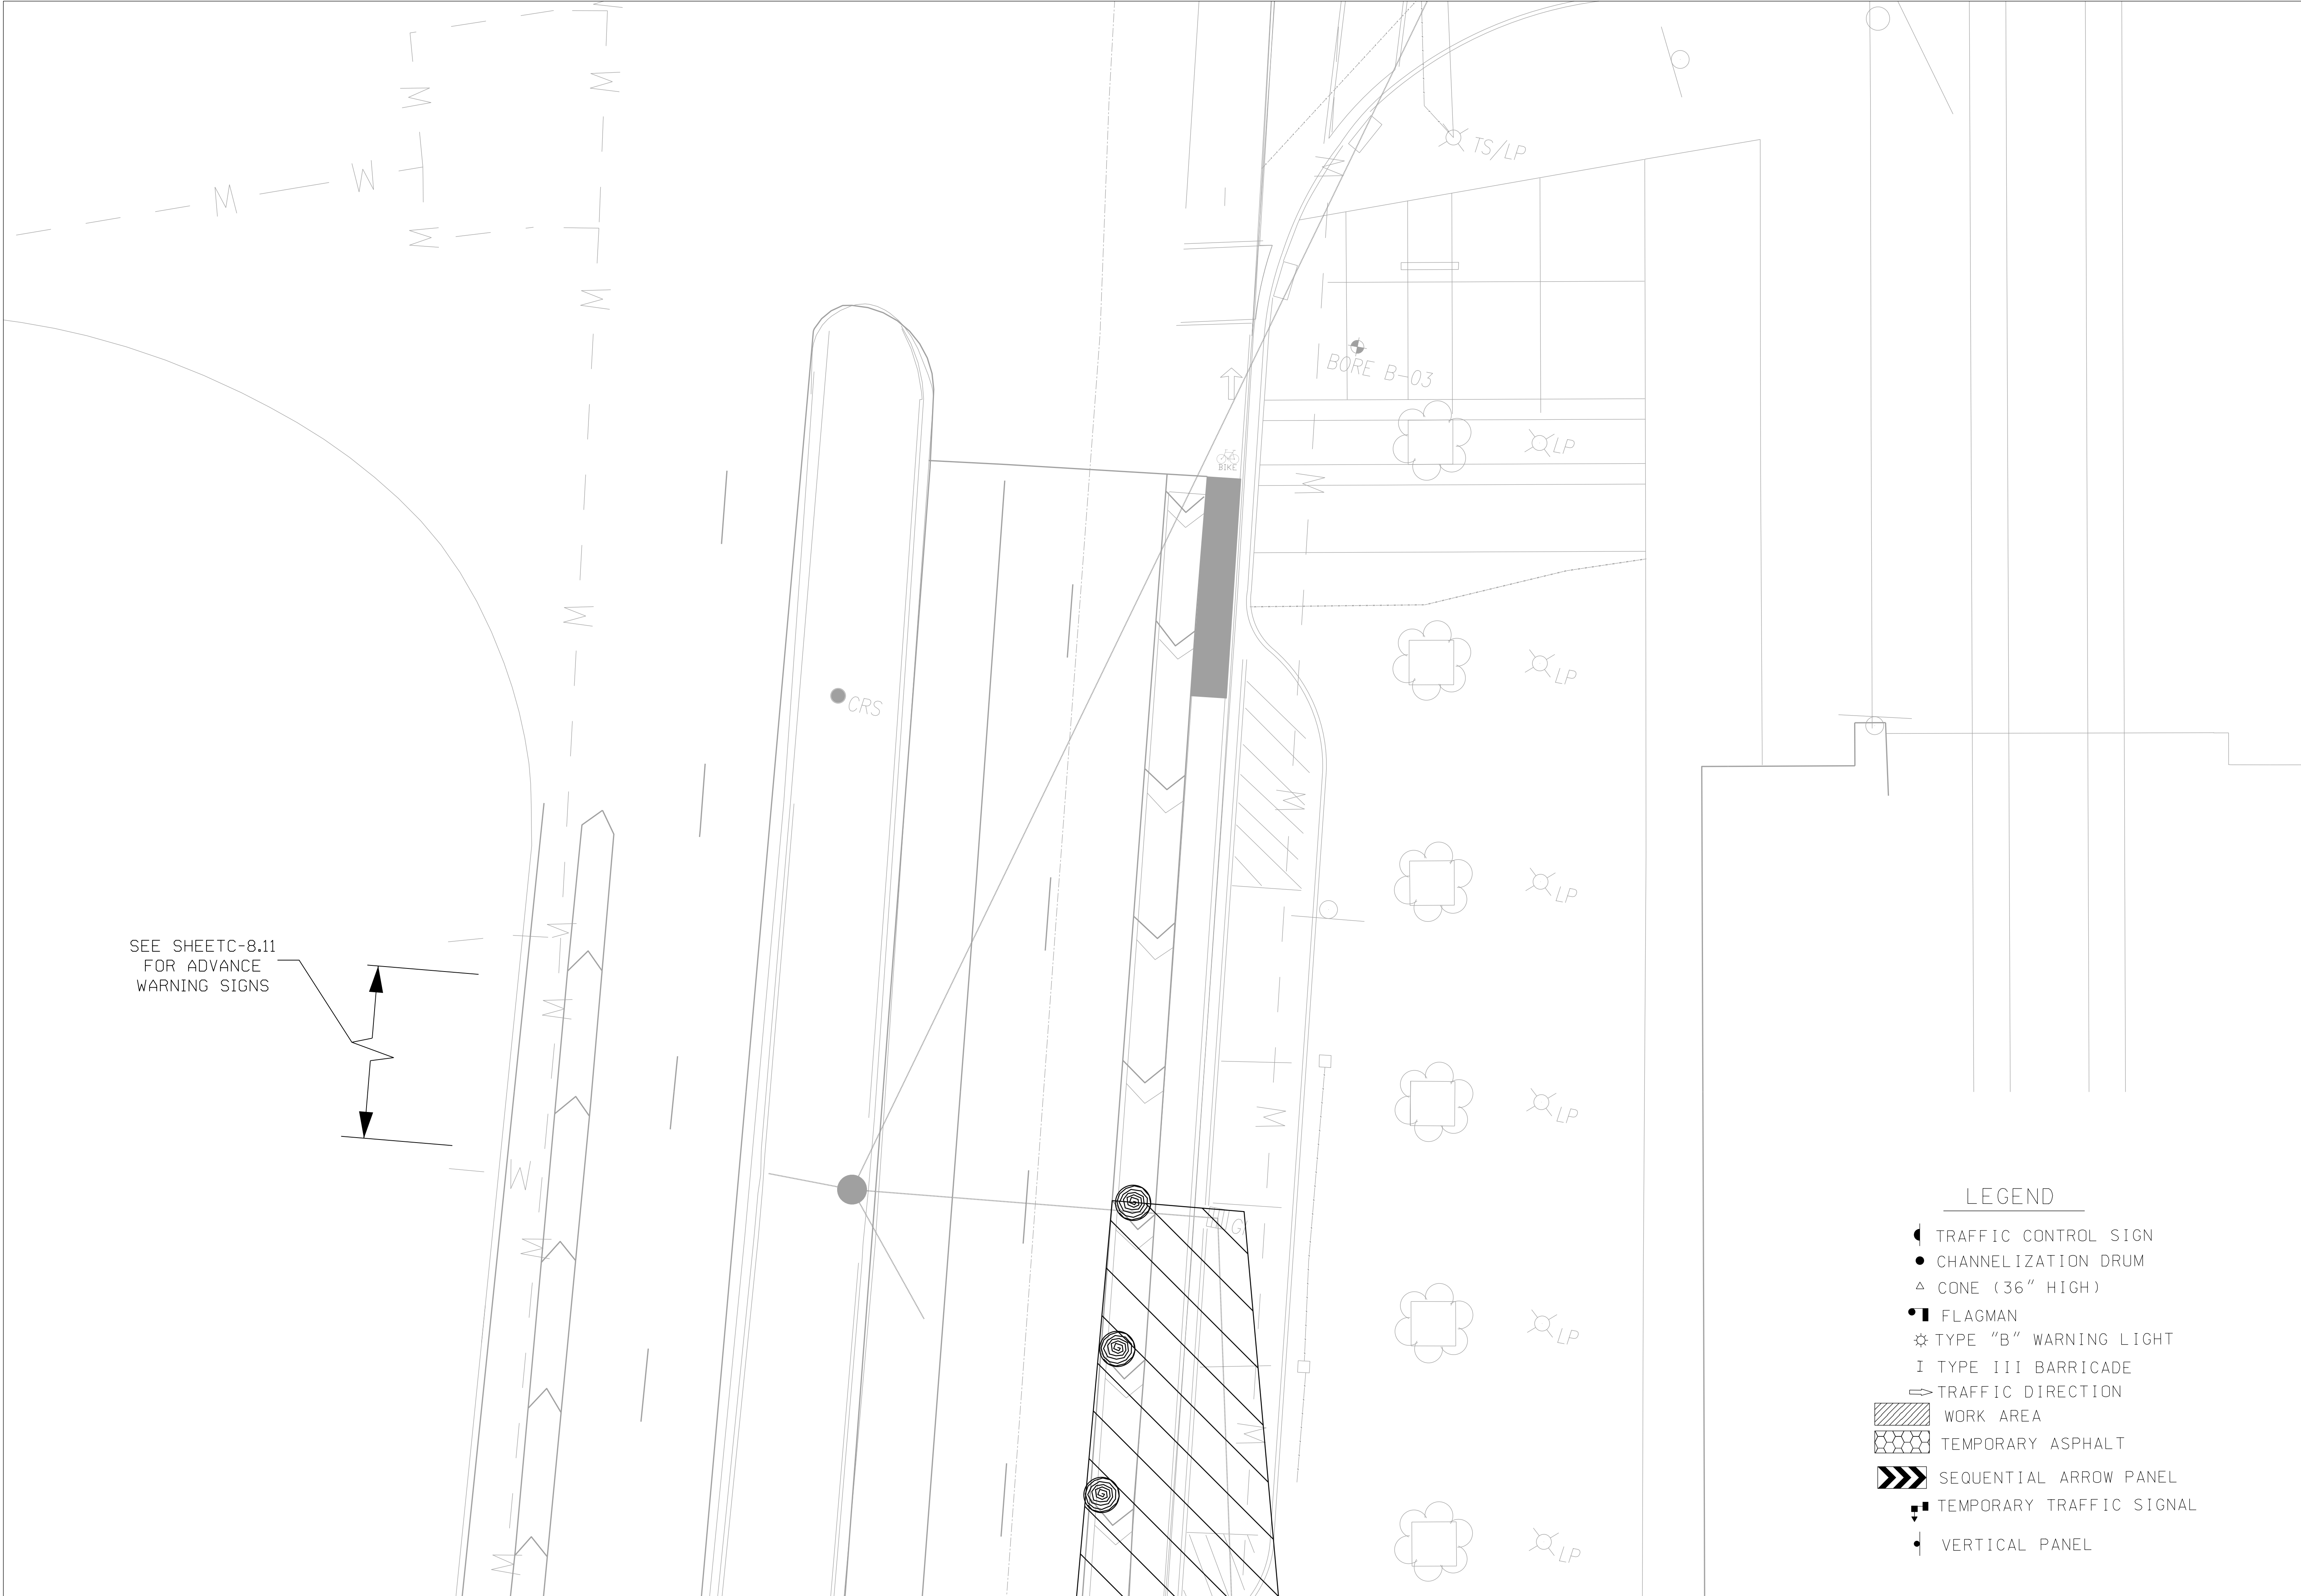 W
W
W
W
W
W
W
TS/LP
W
W
BORE B-03
LP
BIKE
W
W
LP
CRS
W
LP
SEE SHEETC-8.11
FOR ADVANCE
WARNING SIGNS
W
W
W
LP
W
W
LP
W
LP
W
LEGEND
TRAFFIC CONTROL SIGN
CHANNELIZATION DRUM
CONE (36" HIGH)
FLAGMAN
TYPE "B" WARNING LIGHT
TYPE III BARRICADE
TRAFFIC DIRECTION
WORK AREA
TEMPORARY ASPHALT
SEQUENTIAL ARROW PANEL
TEMPORARY TRAFFIC SIGNAL
VERTICAL PANEL